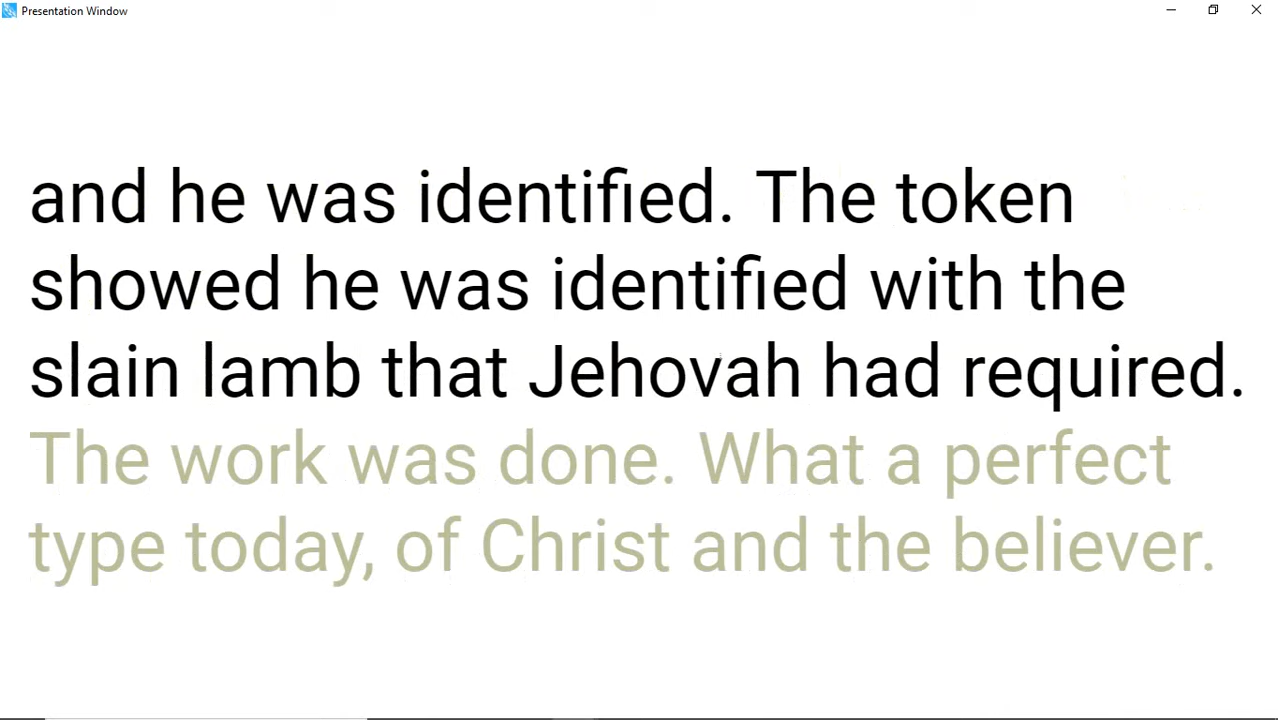 Presentation Window
and he was identified. The token
showed he was identified with the
slain lamb that Jehovah had required.
The work was done. What a perfect
type today, of Christ and the believer.